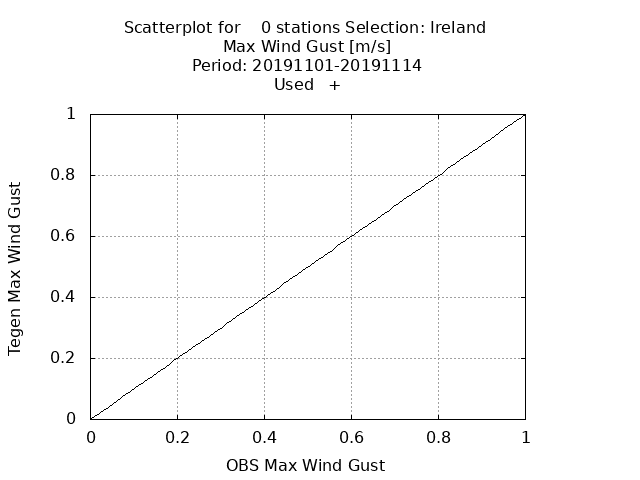 Scatterplot for    0 stations Selection: Ireland
Max Wind Gust [m/s]
Period: 20191101-20191114
Used   +
1
0.8
0.6
0.4
0.2
0
Tegen Max Wind Gust
0 0.2 0.4 0.6 0.8 1
OBS Max Wind Gust